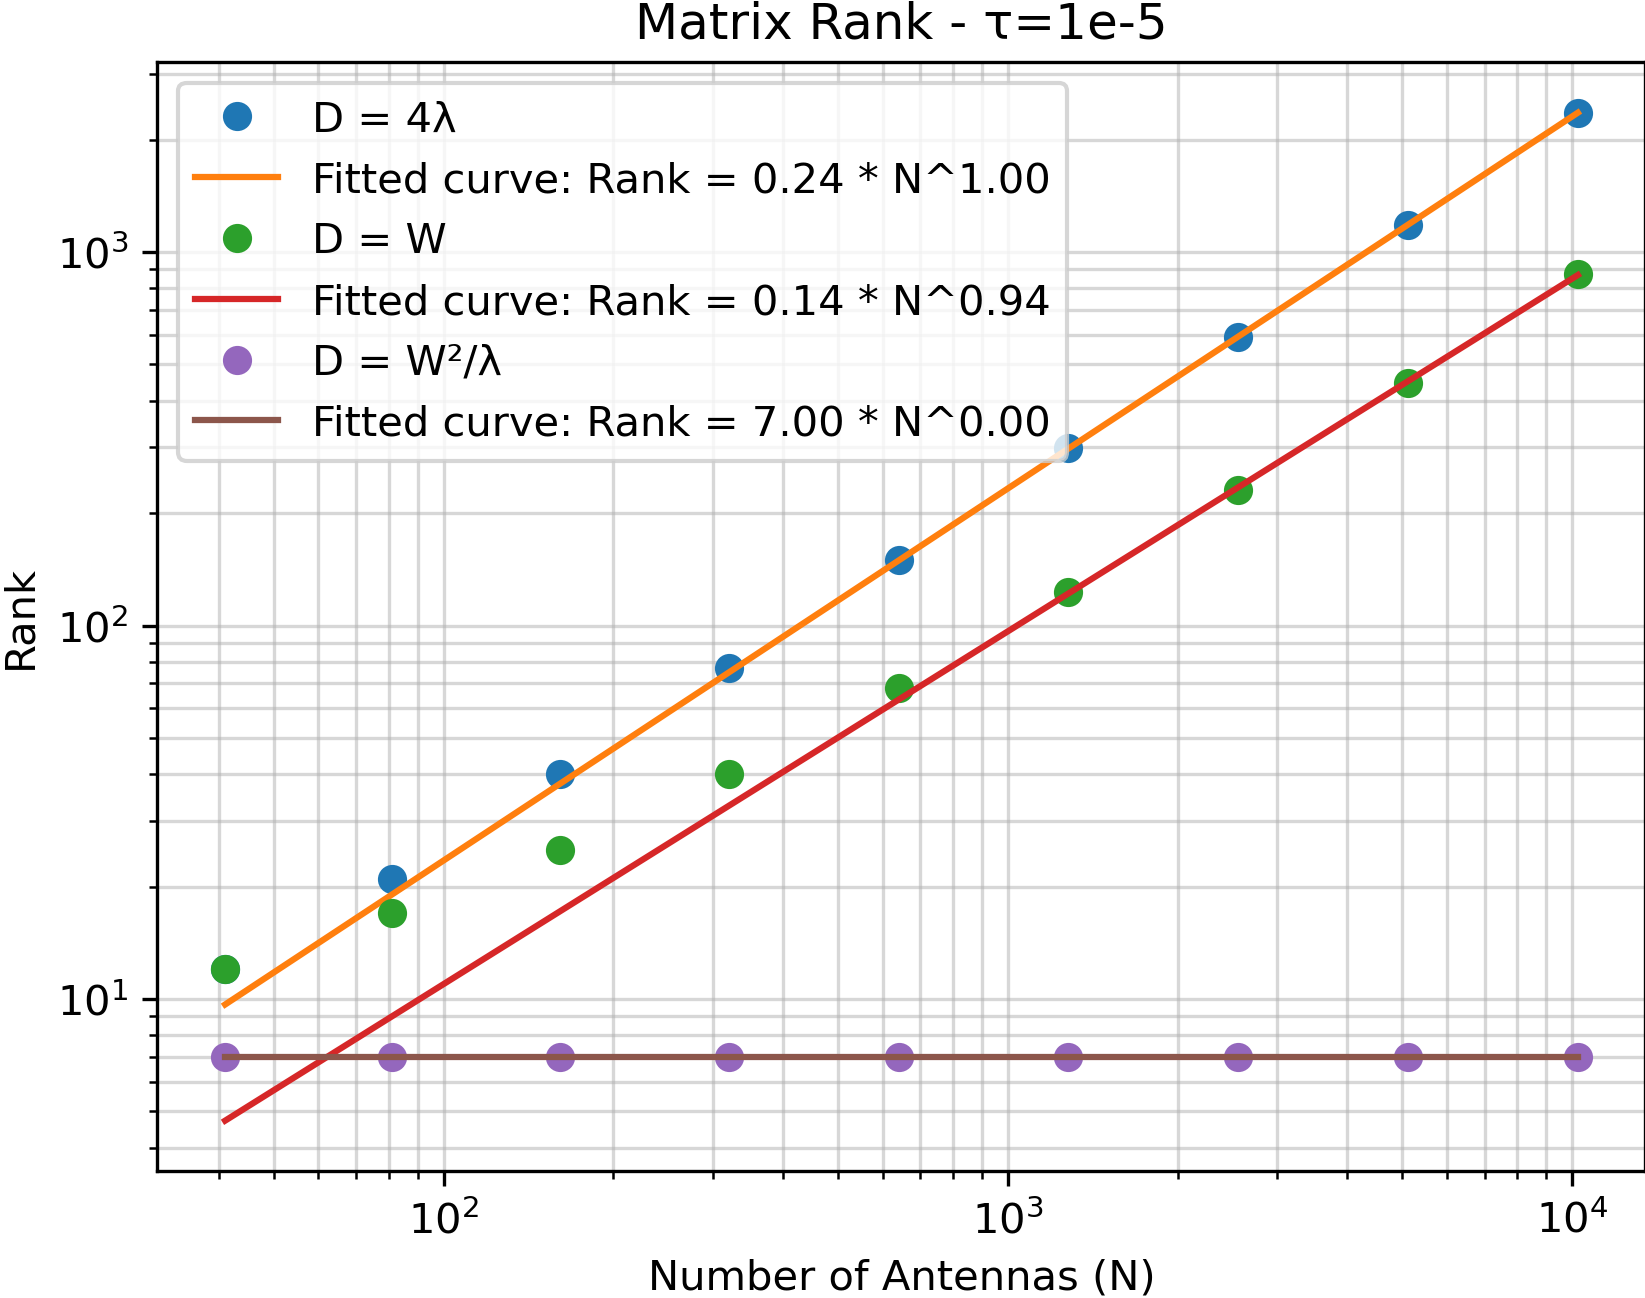 Matrix Rank - τ=1e-5
D = 4λ
Fitted curve: Rank = 0.24 * N^1.00
D = W
Fitted curve: Rank = 0.14 * N^0.94
D = W²/λ
Fitted curve: Rank = 7.00 * N^0.00
Rank
10³
10²
10¹
10² 10³ 10⁴
Number of Antennas (N)